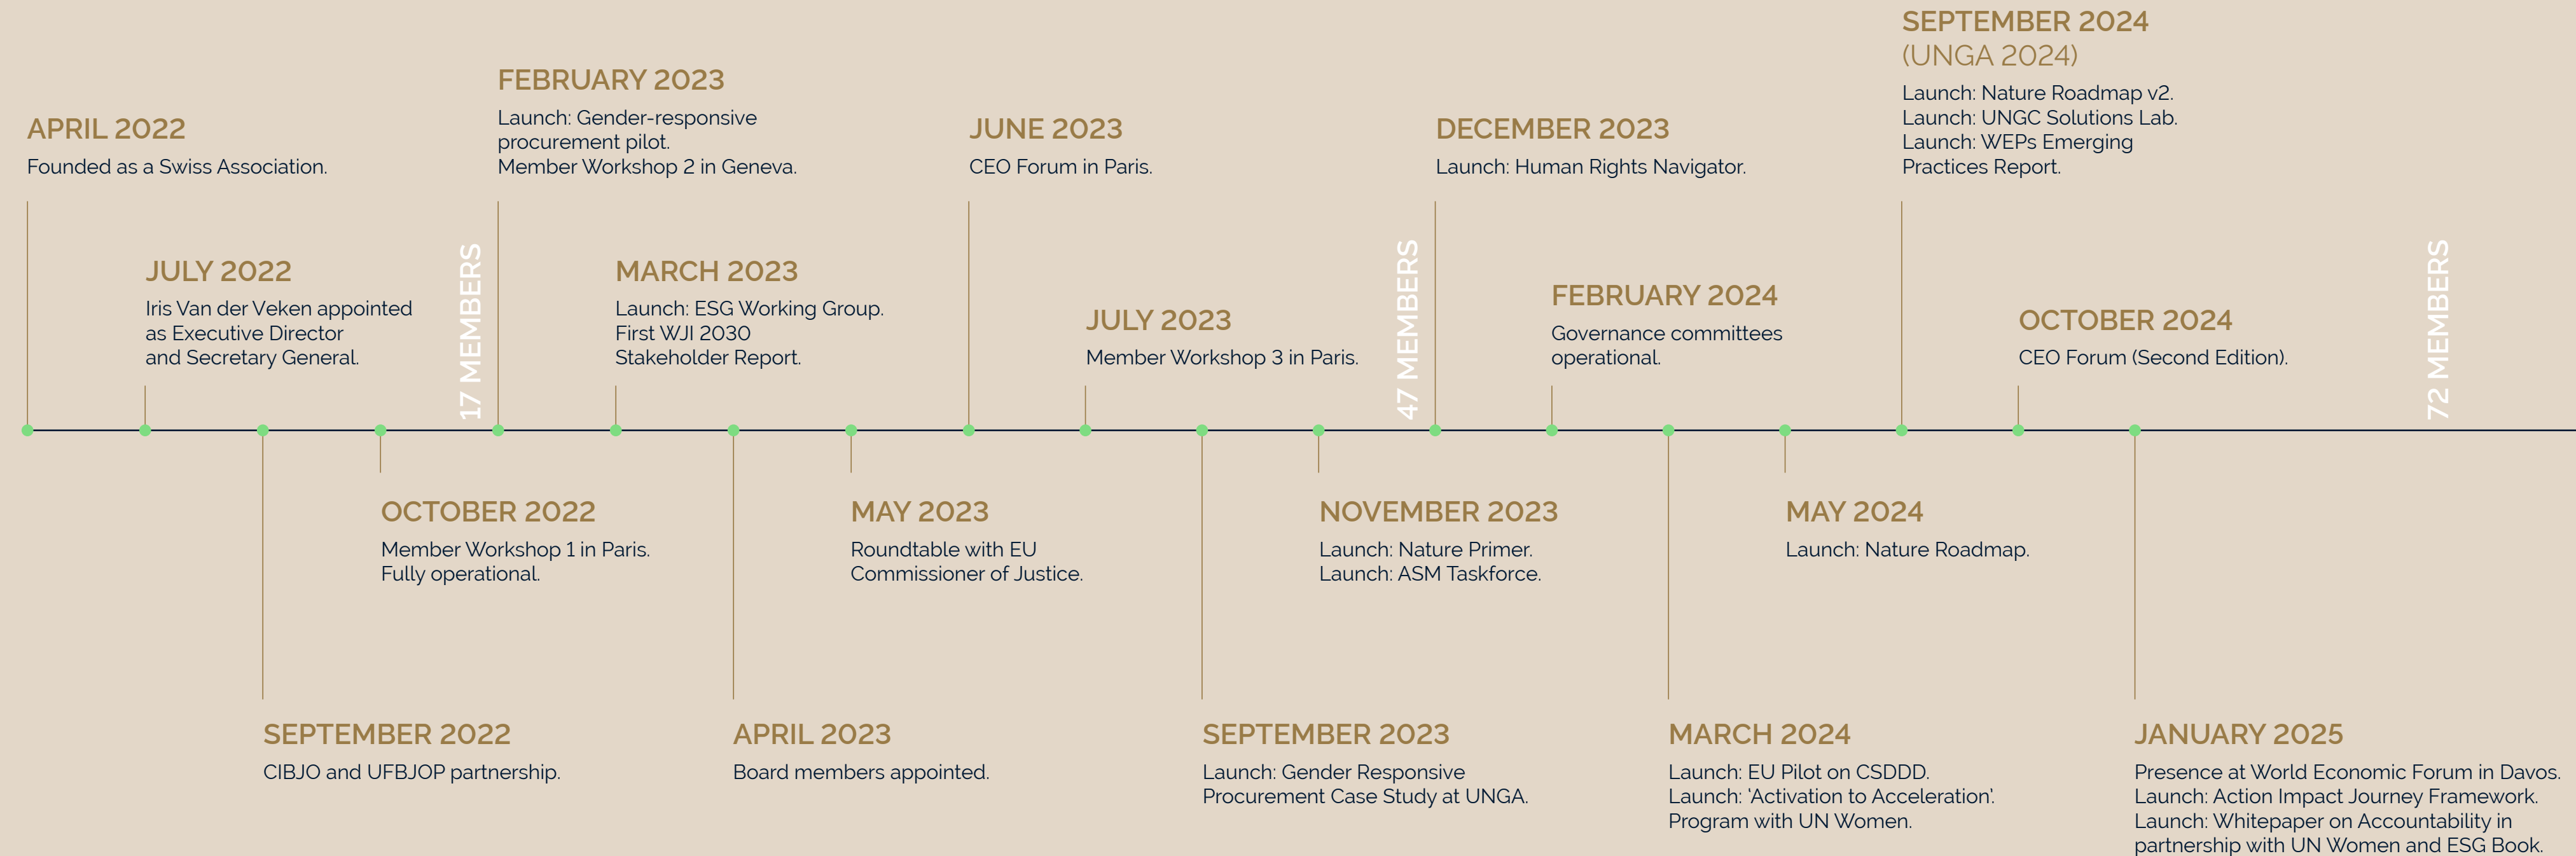 APRIL 2022
Founded as a Swiss Association.
JULY 2022
Iris Van der Veken appointed
as Executive Director
and Secretary General.
SEPTEMBER 2022
CIBJO and UFBJOP partnership.
OCTOBER 2022
Member Workshop 1 in Paris.
Fully operational.
17 MEMBERS
FEBRUARY 2023
Launch: Gender-responsive
procurement pilot.
Member Workshop 2 in Geneva.
MARCH 2023
Launch: ESG Working Group.
First WJI 2030
Stakeholder Report.
APRIL 2023
Board members appointed.
MAY 2023
Roundtable with EU
Commissioner of Justice.
JUNE 2023
CEO Forum in Paris.
JULY 2023
Member Workshop 3 in Paris.
SEPTEMBER 2023
Launch: Gender Responsive
Procurement Case Study at UNGA.
NOVEMBER 2023
Launch: Nature Primer.
Launch: ASM Taskforce.
47 MEMBERS
DECEMBER 2023
Launch: Human Rights Navigator.
FEBRUARY 2024
Governance committees
operational.
MARCH 2024
Launch: EU Pilot on CSDDD.
Launch: ‘Activation to Acceleration’.
Program with UN Women.
MAY 2024
Launch: Nature Roadmap.
SEPTEMBER 2024
(UNGA 2024)
Launch: Nature Roadmap v2.
Launch: UNGC Solutions Lab.
Launch: WEPs Emerging
Practices Report.
OCTOBER 2024
CEO Forum (Second Edition).
JANUARY 2025
Presence at World Economic Forum in Davos.
Launch: Action Impact Journey Framework.
Launch: Whitepaper on Accountability in
partnership with UN Women and ESG Book.
72 MEMBERS